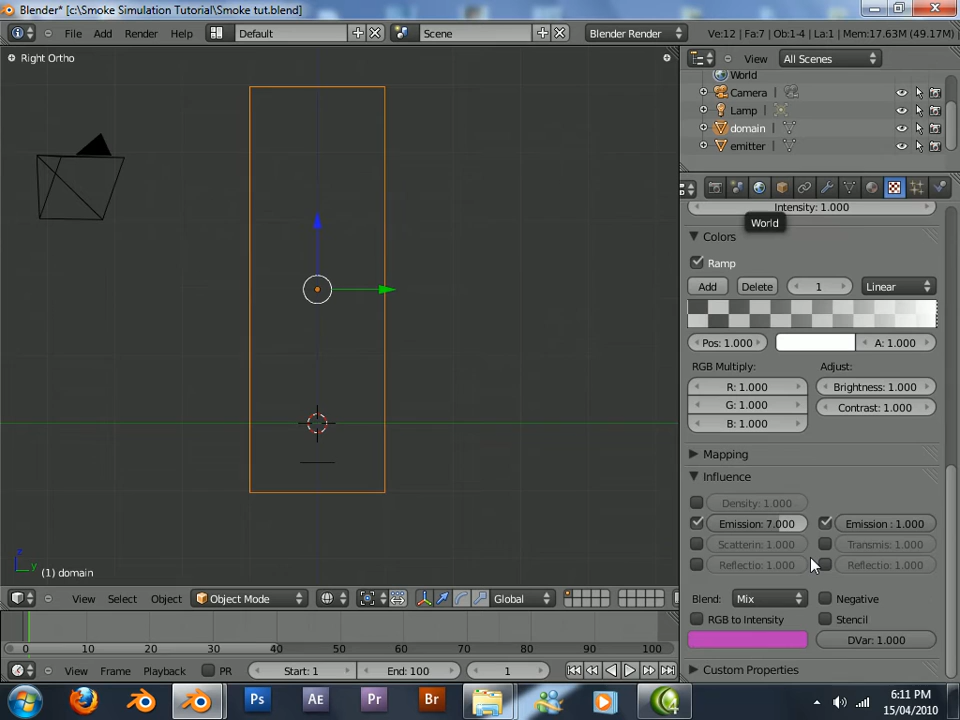 Blender* [c:\Smoke Simulation Tutorial\Smoke tut.blend]
File Add Render Help Default Scene Blender Render Ve:12 | Fa:7 | Ob:1-4 | La:1 | Mem:17.63M (49.17M)
Right Ortho
View All Scenes
World
Camera
Lamp
domain
emitter
Intensity: 1.000
World
Colors
Ramp
Add Delete 1 Linear
Pos: 1.000 A: 1.000
RGB Multiply: Adjust:
R: 1.000 Brightness: 1.000
G: 1.000 Contrast: 1.000
B: 1.000
Mapping
Influence
Density: 1.000
Emission: 7.000 Emission : 1.000
Scatterin: 1.000 Transmis: 1.000
Reflectio: 1.000 Reflectio: 1.000
Blend: Mix Negative
RGB to Intensity Stencil
DVar: 1.000
Custom Properties
z
y
(1) domain
View Select Object Object Mode Global
0 10 20 30 40 50 60 70 80 90 100
View Frame Playback PR Start: 1 End: 100 1
Ps Ae Pr Br
6:11 PM
15/04/2010